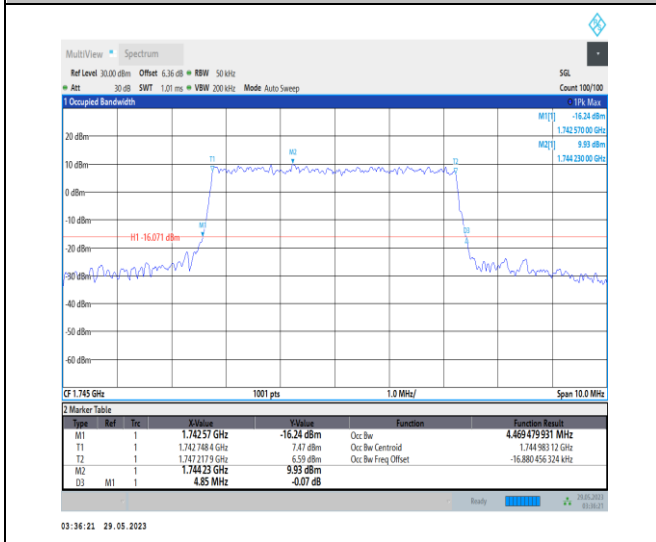 MultiView Spectrum
Ref Level 30.00 dBm Offset 6.36 dB RBW 50 kHz SGL
Att 30 dB SWT 1.01 ms VBW 200 kHz Mode Auto Sweep Count 100/100
1 Occupied Bandwidth 1Pk Max
M1[1] -16.24 dBm
1.742 570 00 GHz
M2[1] 9.93 dBm
1.744 230 00 GHz
20 dBm
10 dBm
T1 M2 T2
0 dBm
-10 dBm
M1 D3
H1 -16.071 dBm
-20 dBm
-30 dBm
-40 dBm
-50 dBm
-60 dBm
CF 1.745 GHz 1001 pts 1.0 MHz/ Span 10.0 MHz
2 Marker Table
Type Ref Trc X-Value Y-Value Function Function Result
M1 1 1.742 57 GHz -16.24 dBm Occ Bw 4.469 479 931 MHz
T1 1 1.742 748 4 GHz 7.47 dBm Occ Bw Centroid 1.744 983 12 GHz
T2 1 1.747 217 9 GHz 6.59 dBm Occ Bw Freq Offset -16.880 456 324 kHz
M2 1 1.744 23 GHz 9.93 dBm
D3 M1 1 4.85 MHz -0.07 dB
Ready 29.05.2023
03:36:21
03:36:21 29.05.2023